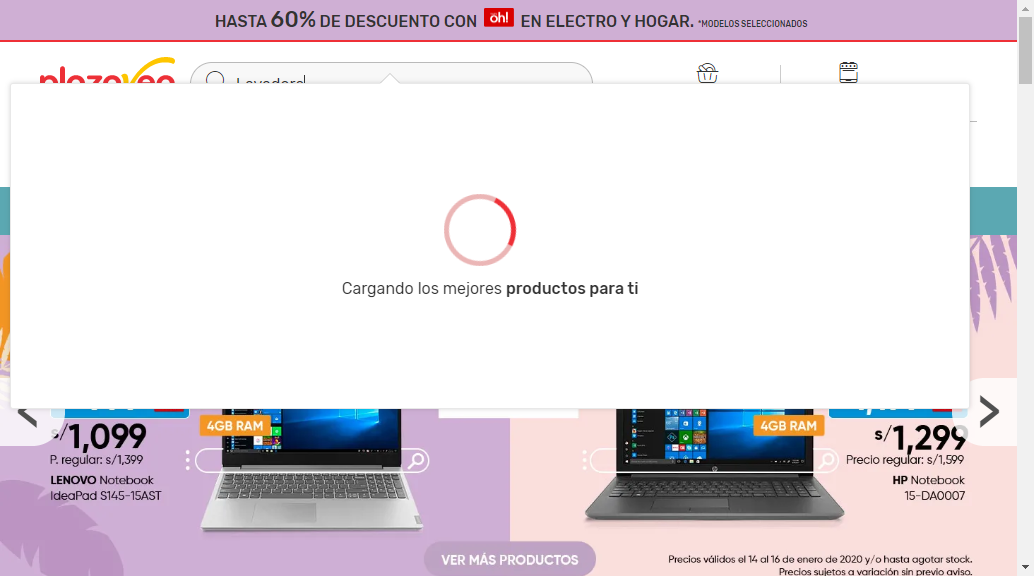 HASTA 60% DE DESCUENTO CON oh! EN ELECTRO Y HOGAR. *MODELOS SELECCIONADOS
plazavea
Lavadora
Cargando los mejores productos para ti
S/1,099
P. regular: s/1,399
LENOVO Notebook
IdeaPad S145-15AST
4GB RAM
4GB RAM
S/1,299
Precio regular: s/1,599
HP Notebook
15-DA0007
VER MÁS PRODUCTOS
Precios válidos el 14 al 16 de enero de 2020 y/o hasta agotar stock.
Precios sujetos a variación sin previo aviso.